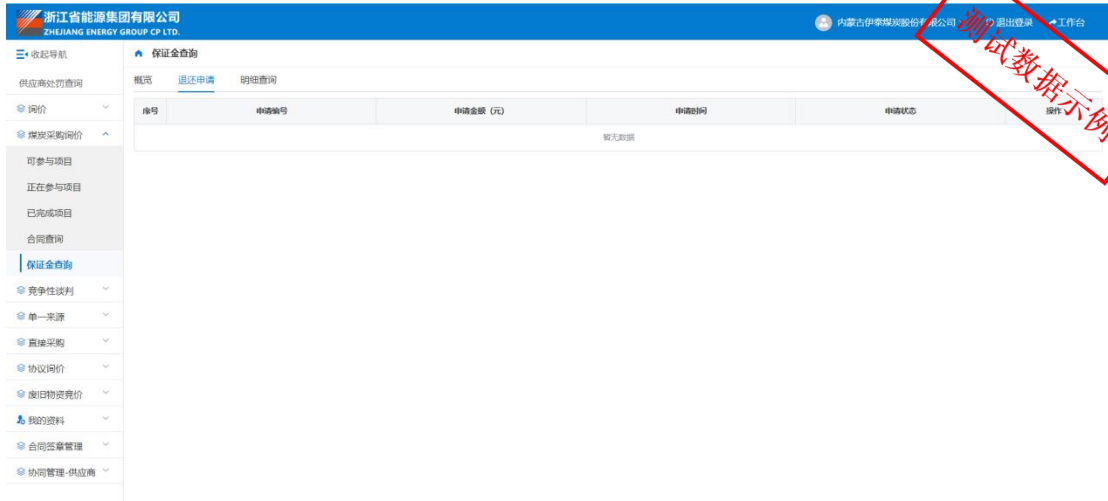 浙江省能源集团有限公司
ZHEJIANG ENERGY GROUP CP LTD.
内蒙古伊泰煤炭股份有限公司
退出登录
工作台
测试数据示例
收起导航
保证金查询
供应商处罚查询
概览 退还申请 明细查询
询价
序号 申请编号 申请金额（元） 申请时间 申请状态 操作
煤炭采购询价
暂无数据
可参与项目
正在参与项目
已完成项目
合同查询
保证金查询
竞争性谈判
单一来源
直接采购
协议询价
废旧物资竞价
我的资料
合同签章管理
协同管理-供应商